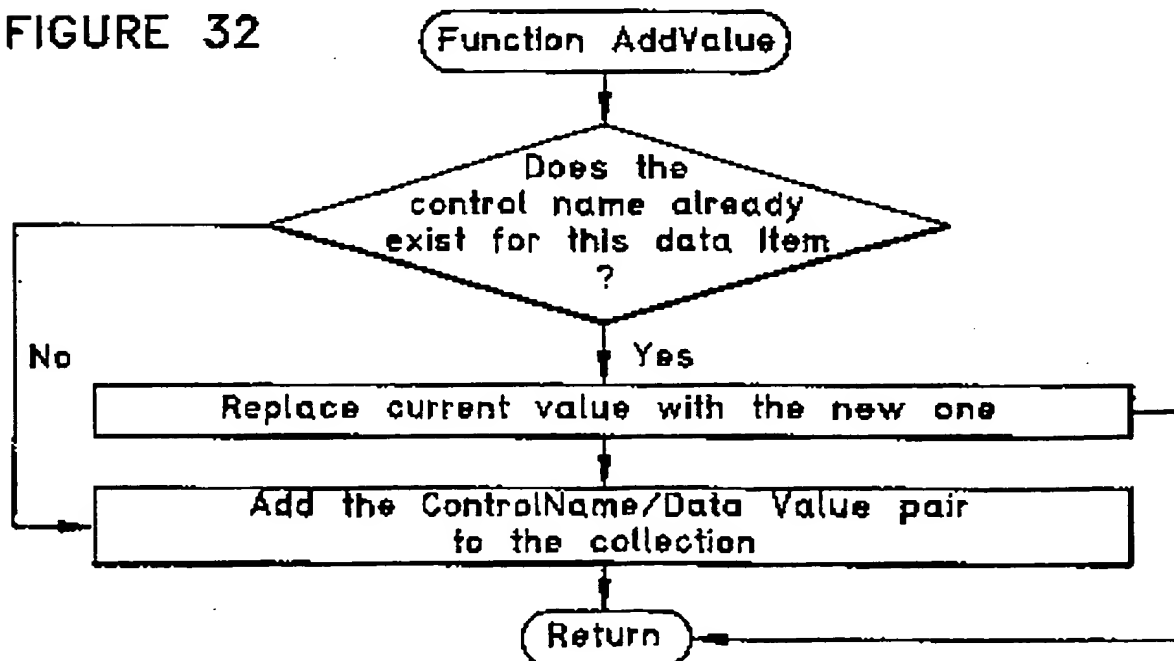 FIGURE 32
Function AddValue
Does the
control name already
exist for this data Item
?
No
Yes
Replace current value with the new one
Add the ControlName/Data Value pair
to the collection
Return